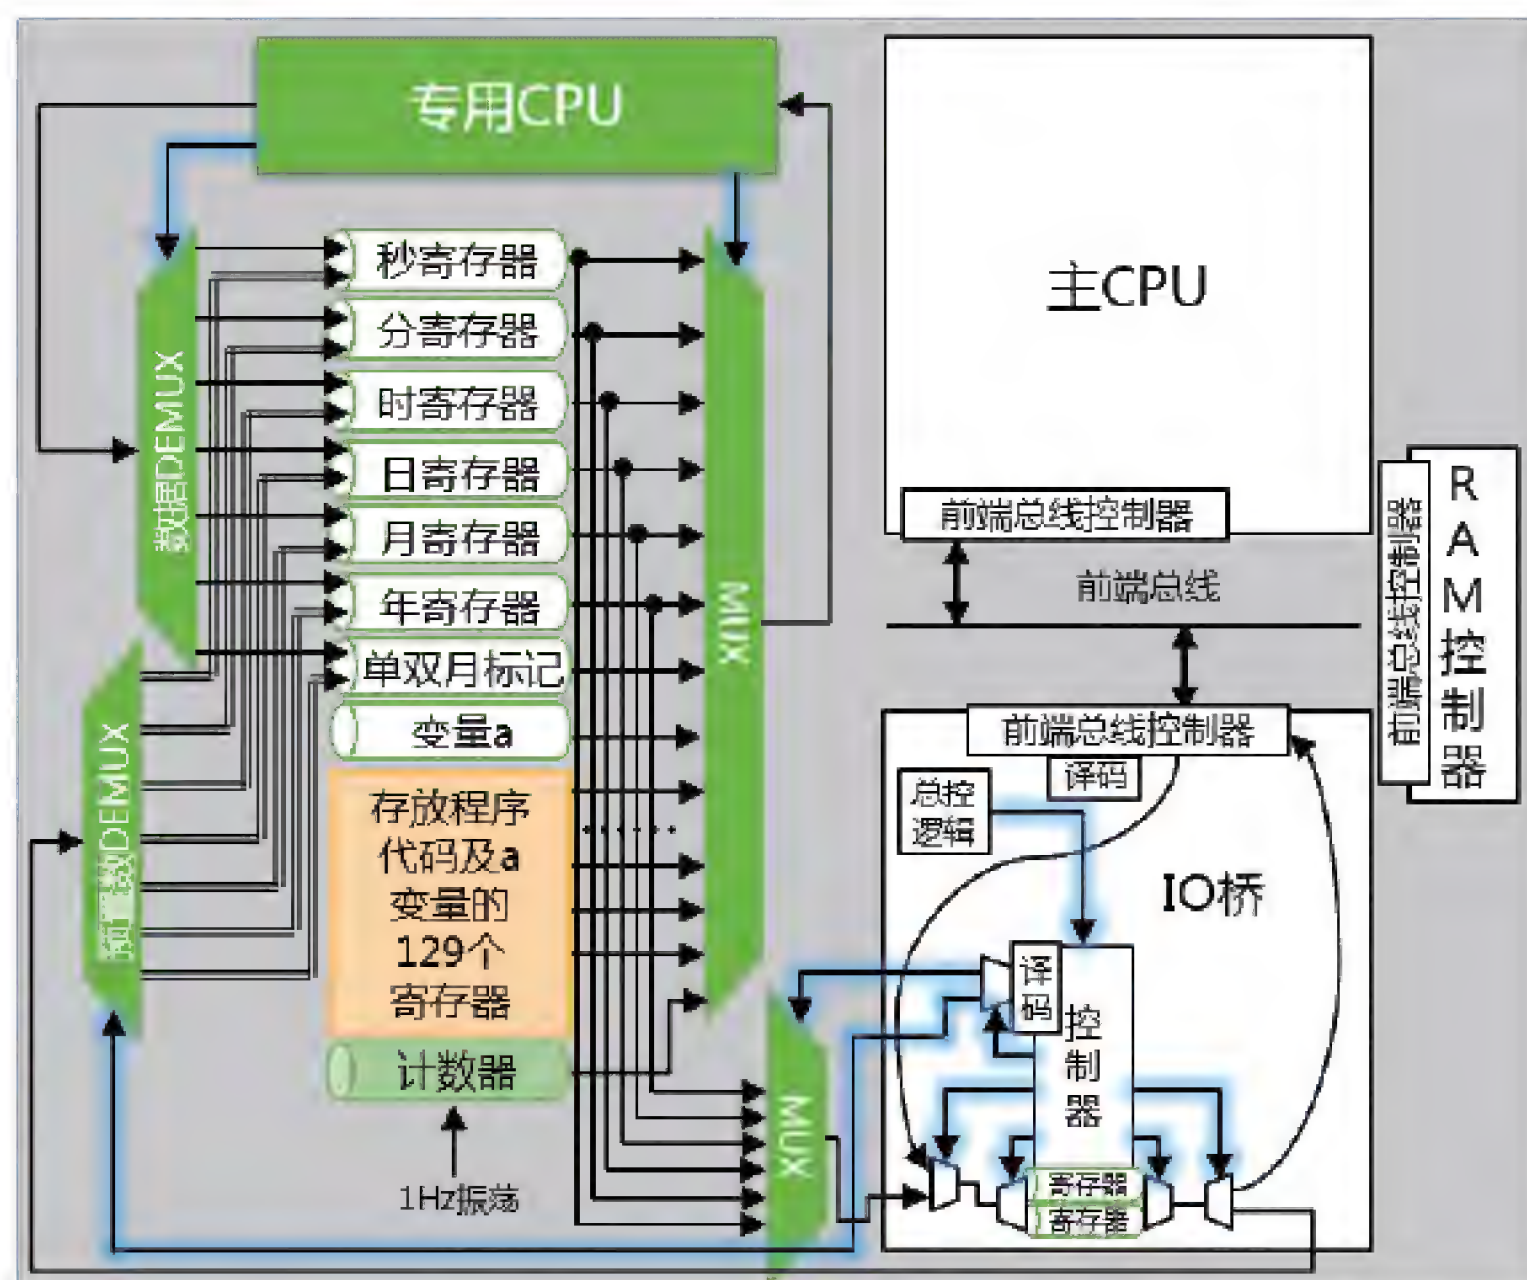 专用CPU
秒寄存器
分寄存器
时寄存器
日寄存器
月寄存器
年寄存器
单双月标记
变量a
存放程序
代码及a
变量的
129个
寄存器
计数器
1Hz振荡
数据DEMUX
数DEMUX
MUX
MUX
......
主CPU
前端总线控制器
前端总线
前端总线控制器
RAM控制器
前端总线控制器
译码
总控
逻辑
IO桥
译码
控制器
寄存器
寄存器